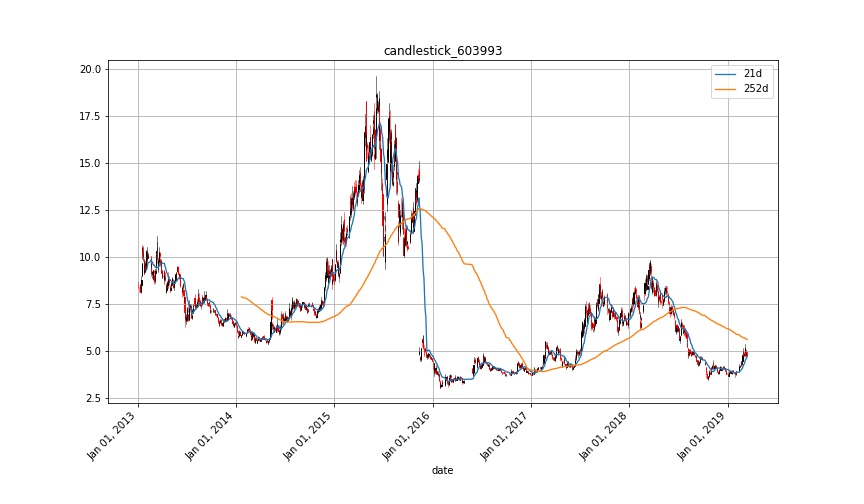 candlestick_603993
21d
252d
20.0
17.5
15.0
12.5
10.0
7.5
5.0
2.5
Jan 01, 2013
Jan 01, 2014
Jan 01, 2015
Jan 01, 2016
Jan 01, 2017
Jan 01, 2018
Jan 01, 2019
date